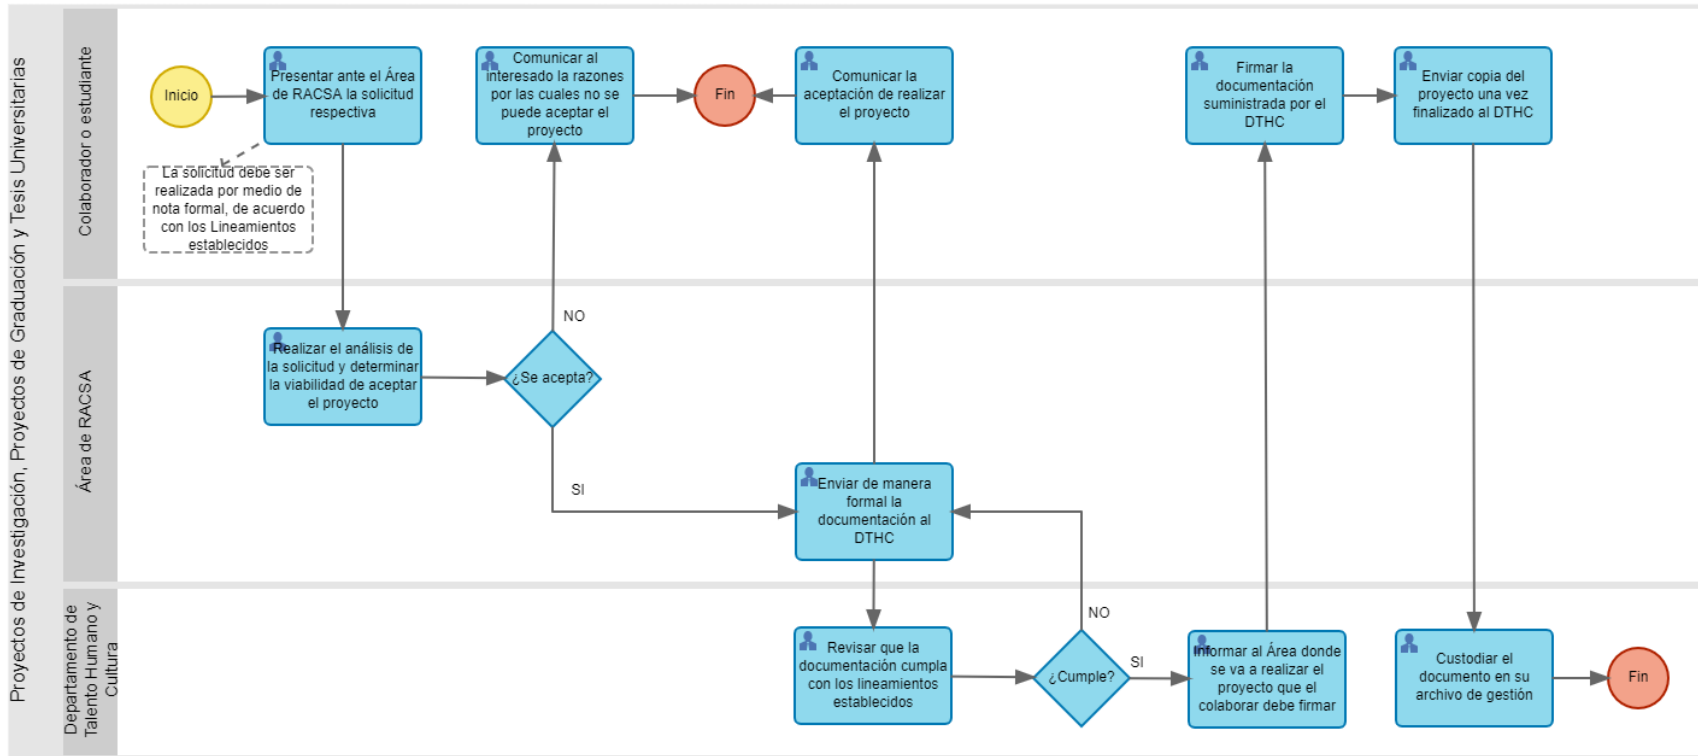 Proyectos de Investigación, Proyectos de Graduación y Tesis Universitarias
Colaborador o estudiante
Inicio
Presentar ante el Área
de RACSA la solicitud
respectiva
La solicitud debe ser
realizada por medio de
nota formal, de acuerdo
con los Lineamientos
establecidos
Comunicar al
interesado la razones
por las cuales no se
puede aceptar el
proyecto
Fin
Comunicar la
aceptación de realizar
el proyecto
Firmar la
documentación
suministrada por el
DTHC
Enviar copia del
proyecto una vez
finalizado al DTHC
Área de RACSA
Realizar el análisis de
la solicitud y determinar
la viabilidad de aceptar
el proyecto
¿Se acepta?
NO
SI
Enviar de manera
formal la
documentación al
DTHC
Departamento de
Talento Humano y
Cultura
Revisar que la
documentación cumpla
con los lineamientos
establecidos
¿Cumple?
NO
SI
Informar al Área donde
se va a realizar el
proyecto que el
colaborar debe firmar
Custodiar el
documento en su
archivo de gestión
Fin